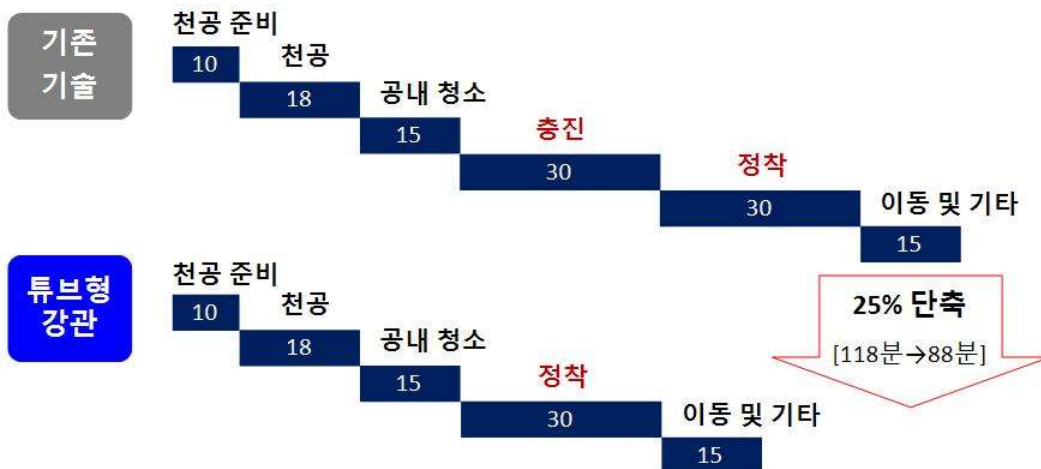 기존
기술
천공 준비
10
천공
18
공내 청소
15
충진
30
정착
30
이동 및 기타
15
튜브형
강관
천공 준비
10
천공
18
공내 청소
15
정착
30
이동 및 기타
15
25% 단축
[118분→88분]